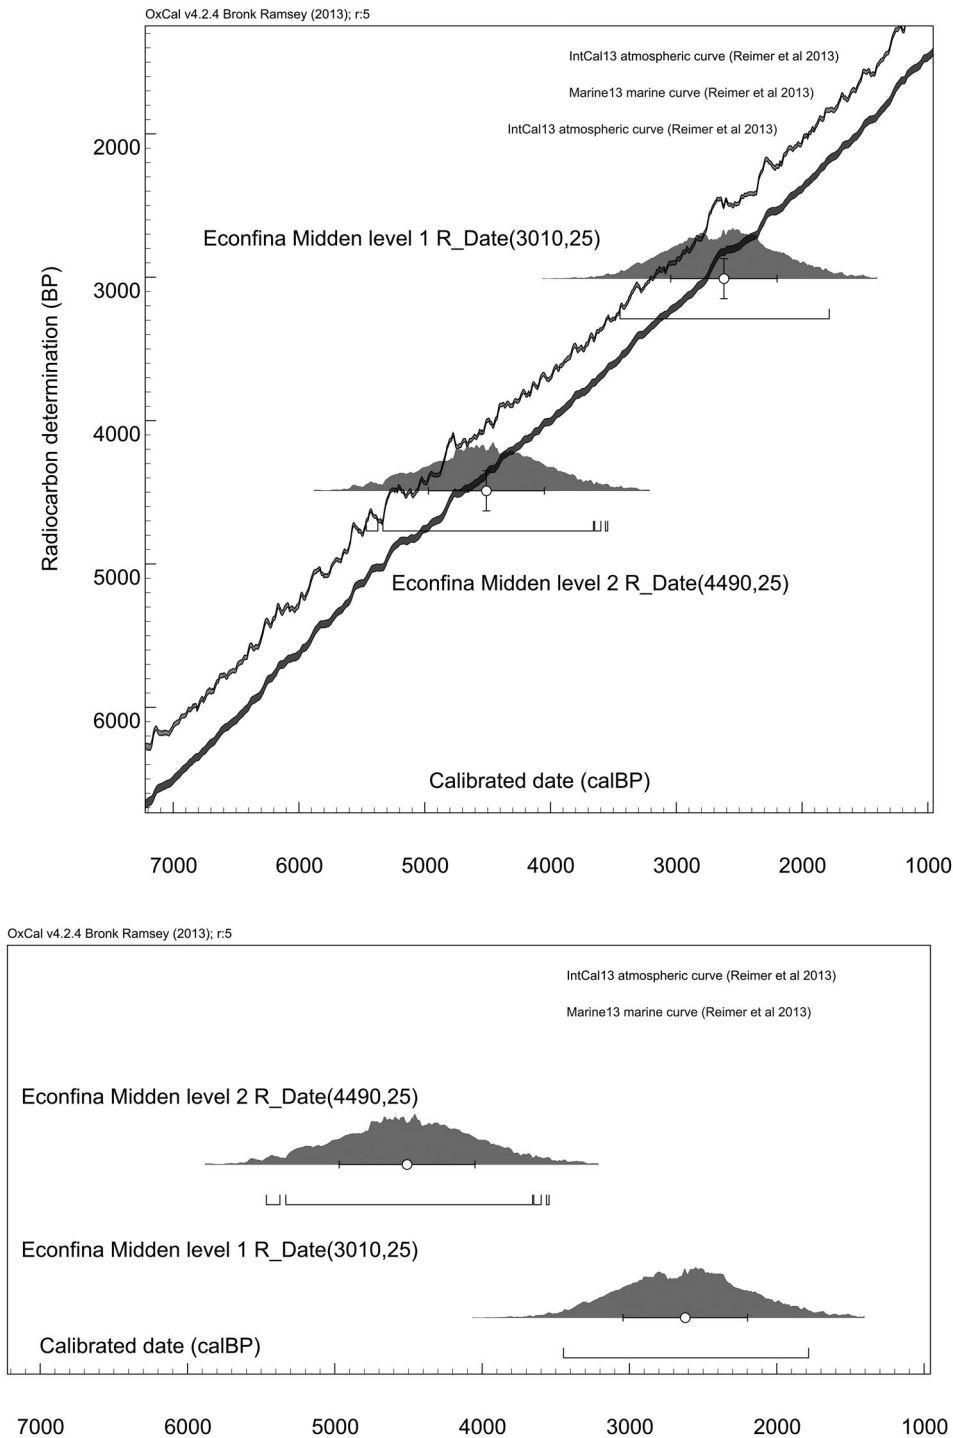 OxCal v4.2.4 Bronk Ramsey (2013); r:5
IntCal13 atmospheric curve (Reimer et al 2013)
Marine13 marine curve (Reimer et al 2013)
IntCal13 atmospheric curve (Reimer et al 2013)
2000
Econfina Midden level 1 R_Date(3010,25)
3000
Radiocarbon determination (BP)
4000
5000
Econfina Midden level 2 R_Date(4490,25)
6000
Calibrated date (calBP)
7000 6000 5000 4000 3000 2000 1000
OxCal v4.2.4 Bronk Ramsey (2013); r:5
IntCal13 atmospheric curve (Reimer et al 2013)
Marine13 marine curve (Reimer et al 2013)
Econfina Midden level 2 R_Date(4490,25)
Econfina Midden level 1 R_Date(3010,25)
Calibrated date (calBP)
7000 6000 5000 4000 3000 2000 1000